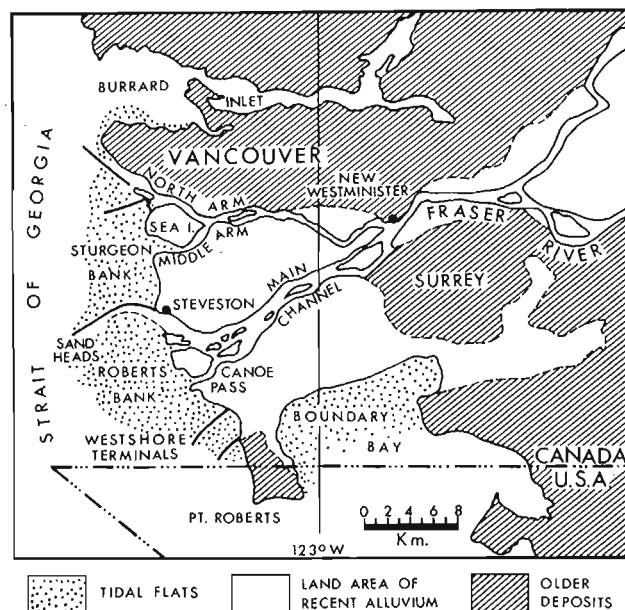 BURRARD
INLET
VANCOUVER
NEW
WESTMINISTER
NORTH ARM
FRASER
RIVER
SEA I.
MIDDLE ARM
STRAIT OF GEORGIA
STURGEON
BANK
MAIN
CHANNEL
SURREY
STEVESTON
SAND
HEADS
ROBERTS
BANK
CANOE
PASS
BOUNDARY
BAY
WESTSHORE
TERMINALS
CANADA
U.S.A.
PT. ROBERTS
0 2 4 6 8
Km.
123° W
TIDAL FLATS
LAND AREA OF
RECENT ALLUVIUM
OLDER
DEPOSITS